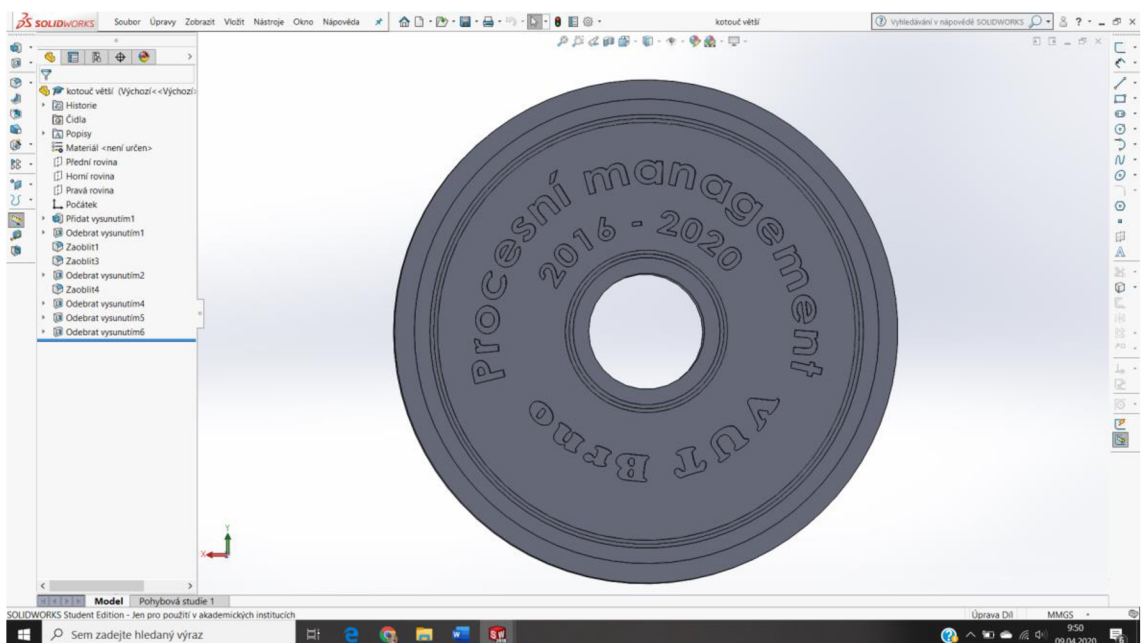 SOLIDWORKS Soubor Úpravy Zobrazit Vložit Nástroje Okno Nápověda kotouč větší Vyhledávání v nápovědě SOLIDWORKS
kotouč větší (Výchozí<<Výchozí
Historie
Čidla
Popisy
Materiál <není určen>
Přední rovina
Horní rovina
Pravá rovina
Počátek
Přidat vysunutím1
Odebrat vysunutím1
Zaoblit1
Zaoblit3
Odebrat vysunutím2
Zaoblit4
Odebrat vysunutím4
Odebrat vysunutím5
Odebrat vysunutím6
Procesní management
2016 - 2020
VUT Brno
Y
X
Model Pohybová studie 1
SOLIDWORKS Student Edition - Jen pro použití v akademických institucích Úprava Díl MMGS
Sem zadejte hledaný výraz 9:50
09.04.2020